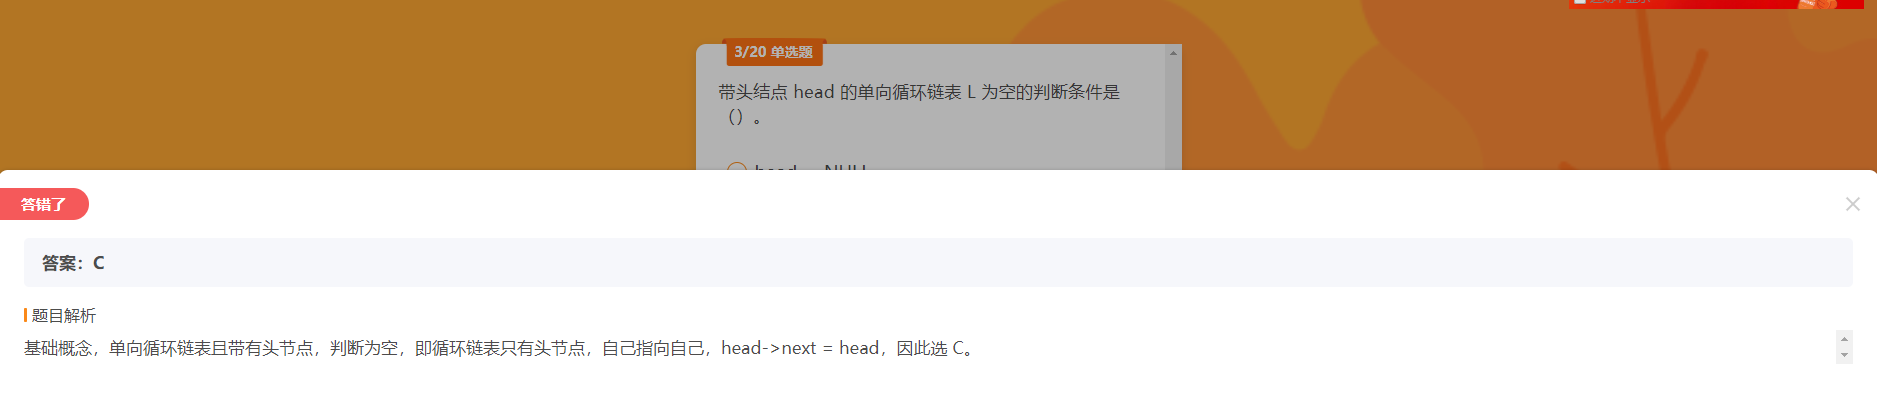 3/20 单选题
带头结点 head 的单向循环链表 L 为空的判断条件是
（）。
答错了
答案：C
题目解析
基础概念，单向循环链表且带有头节点，判断为空，即循环链表只有头节点，自己指向自己，head->next = head，因此选 C。